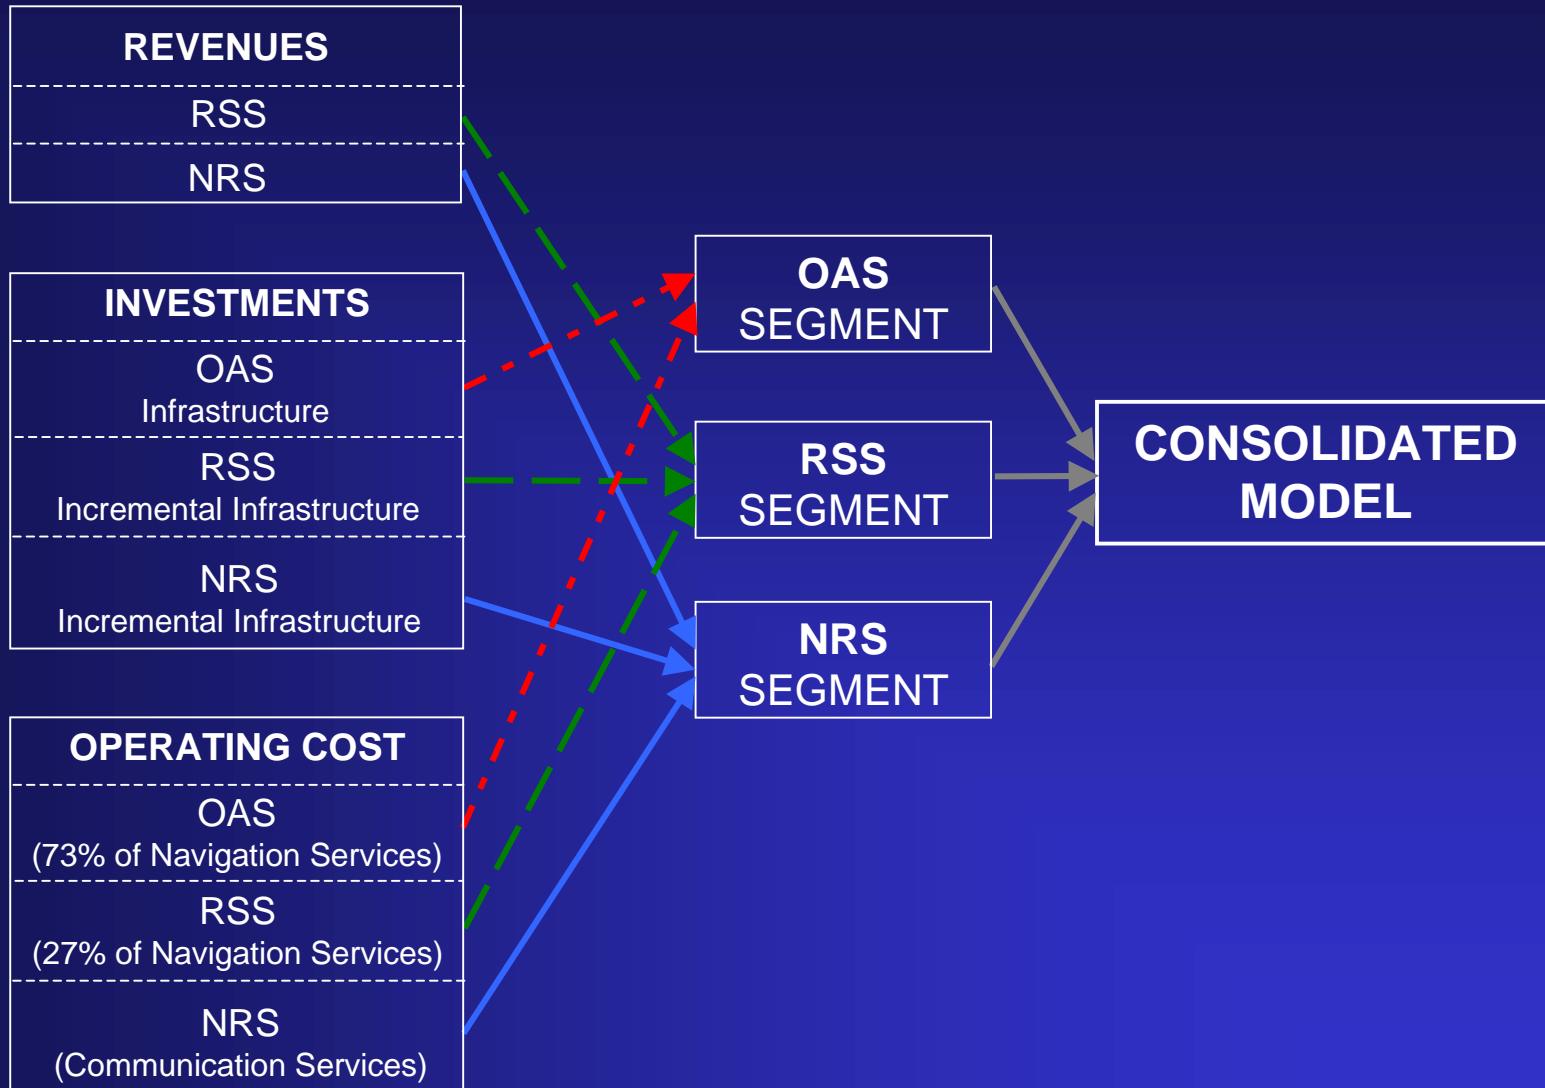 REVENUES
RSS
NRS
INVESTMENTS
OAS
Infrastructure
RSS
Incremental Infrastructure
NRS
Incremental Infrastructure
OPERATING COST
OAS
(73% of Navigation Services)
RSS
(27% of Navigation Services)
NRS
(Communication Services)
OAS
SEGMENT
RSS
SEGMENT
NRS
SEGMENT
CONSOLIDATED
MODEL